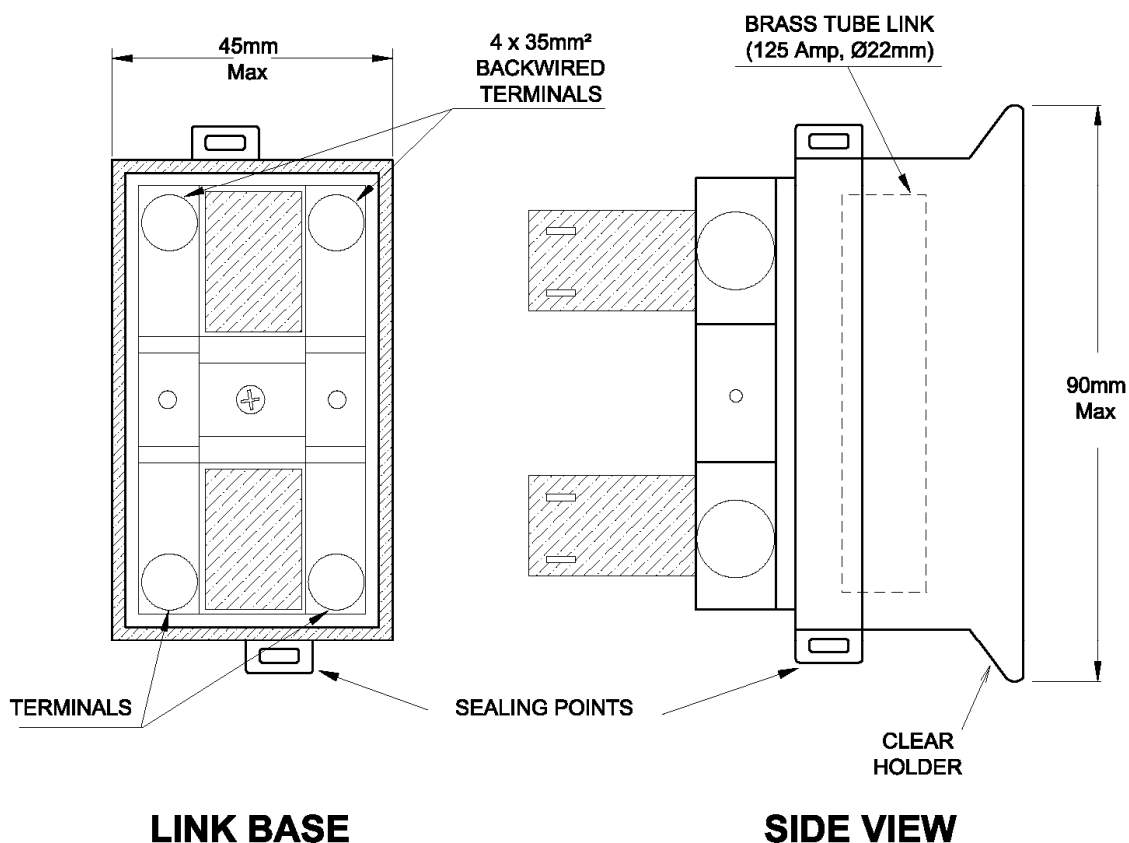 45mm
Max
4 x 35mm²
BACKWIRED
TERMINALS
BRASS TUBE LINK
(125 Amp, Ø22mm)
90mm
Max
TERMINALS
SEALING POINTS
CLEAR
HOLDER
LINK BASE
SIDE VIEW